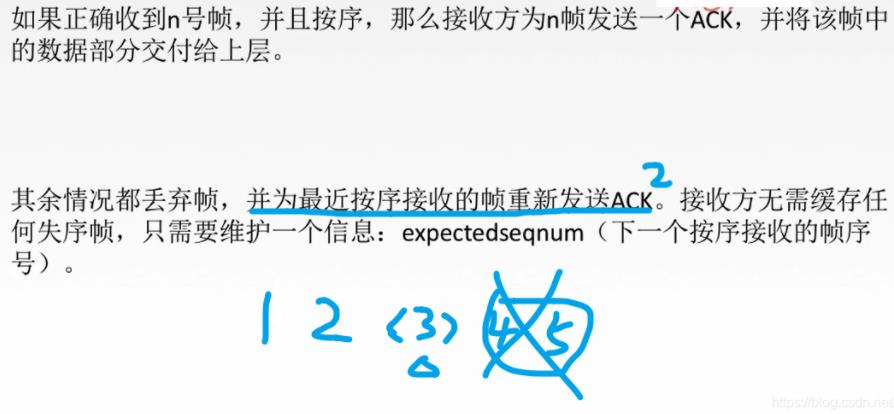 如果正确收到n号帧，并且按序，那么接收方为n帧发送一个ACK，并将该帧中
的数据部分交付给上层。
2
其余情况都丢弃帧，并为最近按序接收的帧重新发送ACK。接收方无需缓存任
何失序帧，只需要维护一个信息：expectedseqnum（下一个按序接收的帧序
号）。
1 2 (3) 4 5
https://blog.csdn.net